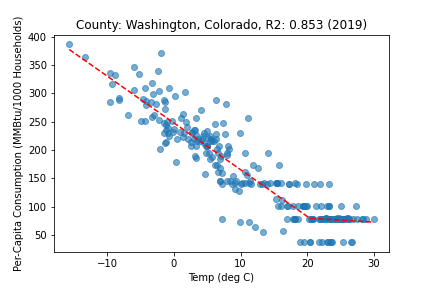 County: Washington, Colorado, R2: 0.853 (2019)
Per-Capita Consumption (MMBtu/1000 Households)
400
350
300
250
200
150
100
50
−10 0 10 20 30
Temp (deg C)